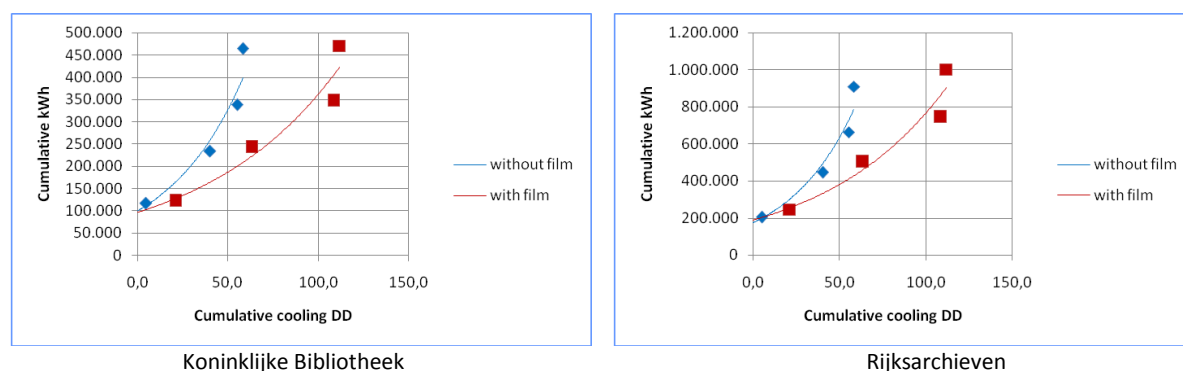 500.000
450.000
400.000
350.000
300.000
250.000
200.000
150.000
100.000
50.000
0
Cumulative kWh
0,0 50,0 100,0 150,0
Cumulative cooling DD
without film
with film
Koninklijke Bibliotheek
1.200.000
1.000.000
800.000
600.000
400.000
200.000
0
Cumulative kWh
0,0 50,0 100,0 150,0
Cumulative cooling DD
without film
with film
Rijksarchieven